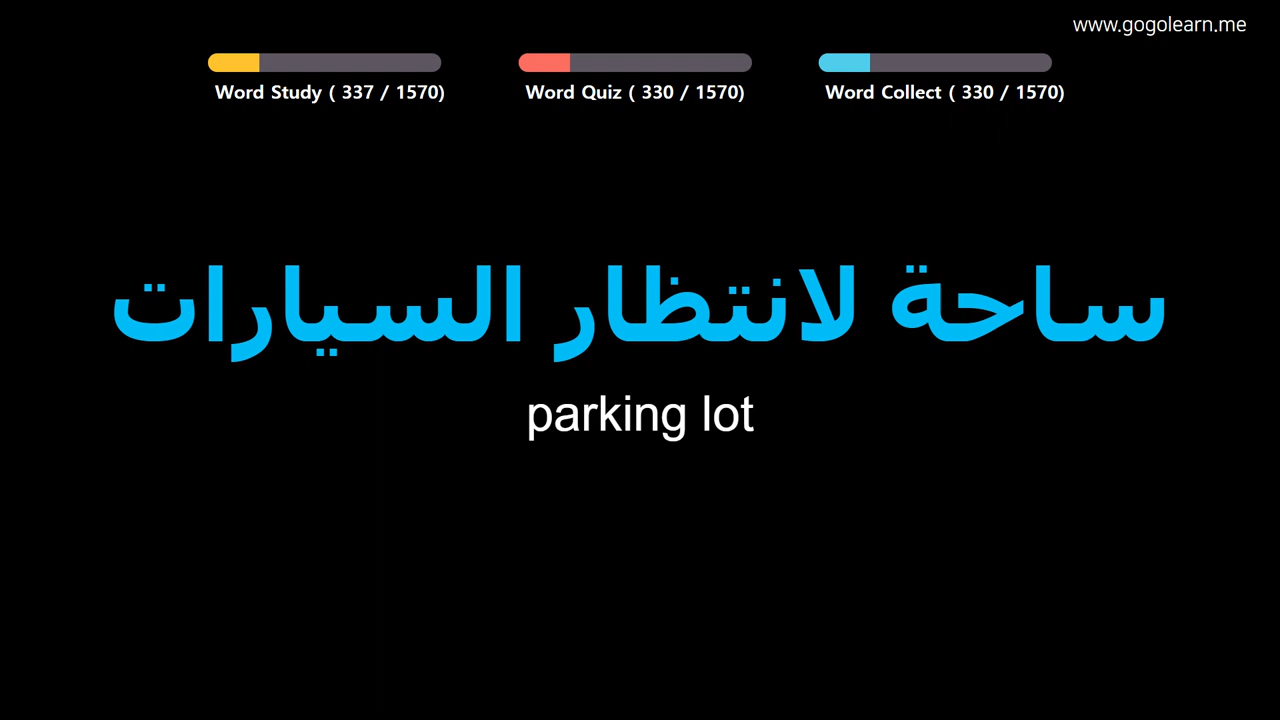 www.gogolearn.me
Word Study ( 337 / 1570)
Word Quiz ( 330 / 1570)
Word Collect ( 330 / 1570)
ساحة لانتظار السيارات
parking lot